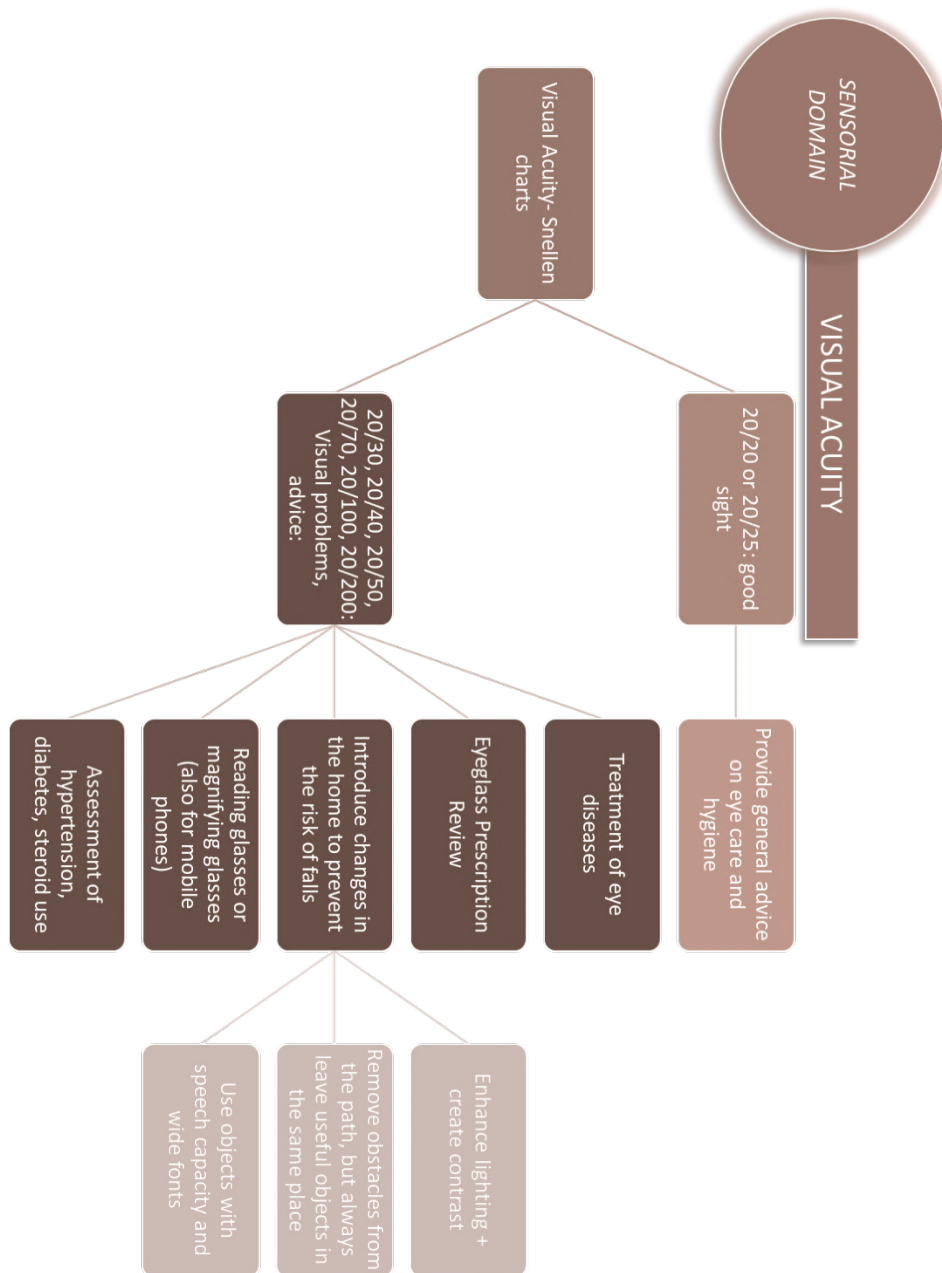 SENSORIAL
DOMAIN
VISUAL ACUITY
Visual Acuity- Snellen
charts
20/20 or 20/25: good
sight
Provide general advice
on eye care and
hygiene
20/30, 20/40, 20/50,
20/70, 20/100, 20/200:
Visual problems,
advice:
Treatment of eye
diseases
Eyeglass Prescription
Review
Introduce changes in
the home to prevent
the risk of falls
Enhance lighting +
create contrast
Remove obstacles from
the path, but always
leave useful objects in
the same place
Use objects with
speech capacity and
wide fonts
Reading glasses or
magnifying glasses
(also for mobile
phones)
Assessment of
hypertension,
diabetes, steroid use